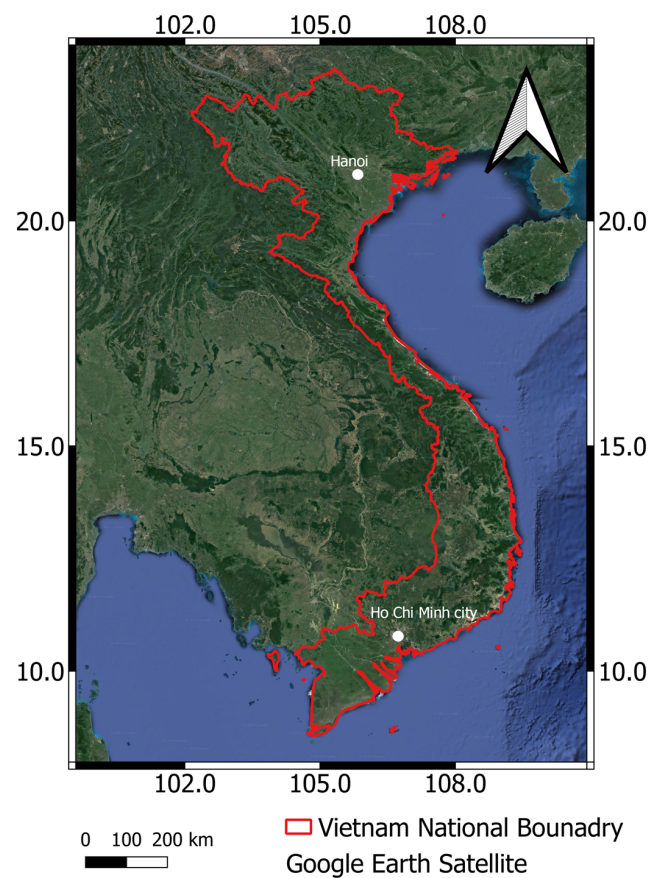 102.0 105.0 108.0
Hanoi
20.0 20.0
15.0 15.0
Ho Chi Minh city
10.0 10.0
102.0 105.0 108.0
0 100 200 km
Vietnam National Bounadry
Google Earth Satellite